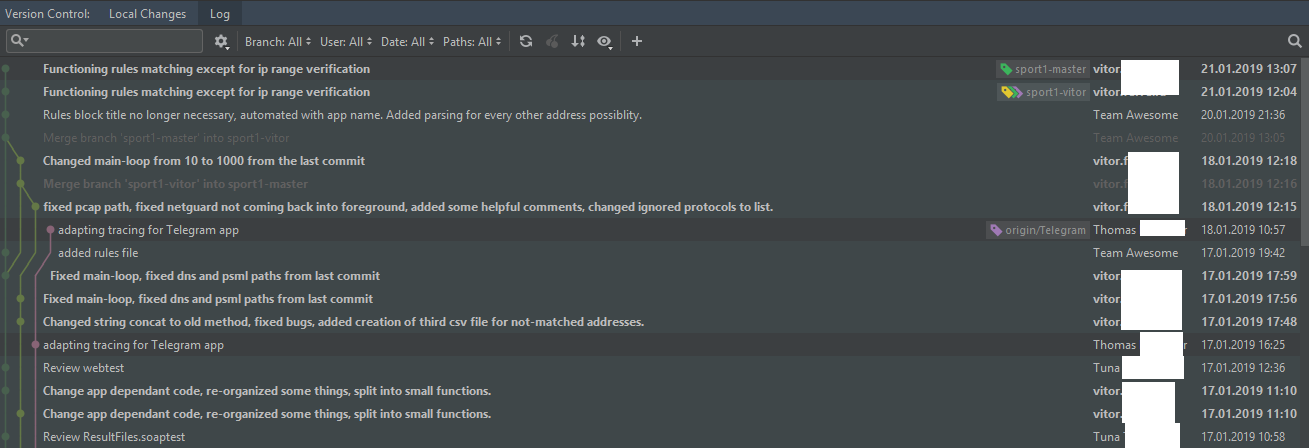 Version Control: Local Changes Log
Branch: All User: All Date: All Paths: All
Functioning rules matching except for ip range verification sport1-master vitor. 21.01.2019 13:07
Functioning rules matching except for ip range verification sport1-vitor vitor. 21.01.2019 12:04
Rules block title no longer necessary, automated with app name. Added parsing for every other address possiblity. Team Awesome 20.01.2019 21:36
Merge branch 'sport1-master' into sport1-vitor Team Awesome 20.01.2019 13:05
Changed main-loop from 10 to 1000 from the last commit vitor.f 18.01.2019 12:18
Merge branch 'sport1-vitor' into sport1-master vitor.f 18.01.2019 12:16
fixed pcap path, fixed netguard not coming back into foreground, added some helpful comments, changed ignored protocols to list. vitor.f 18.01.2019 12:15
adapting tracing for Telegram app origin/Telegram Thomas 18.01.2019 10:57
added rules file Team Awesome 17.01.2019 19:42
Fixed main-loop, fixed dns and psml paths from last commit vitor. 17.01.2019 17:59
Fixed main-loop, fixed dns and psml paths from last commit vitor. 17.01.2019 17:56
Changed string concat to old method, fixed bugs, added creation of third csv file for not-matched addresses. vitor. 17.01.2019 17:48
adapting tracing for Telegram app Thomas r 17.01.2019 16:25
Review webtest Tuna 17.01.2019 12:36
Change app dependant code, re-organized some things, split into small functions. vitor. 17.01.2019 11:10
Change app dependant code, re-organized some things, split into small functions. vitor. 17.01.2019 11:10
Review ResultFiles.soaptest Tuna 17.01.2019 10:58